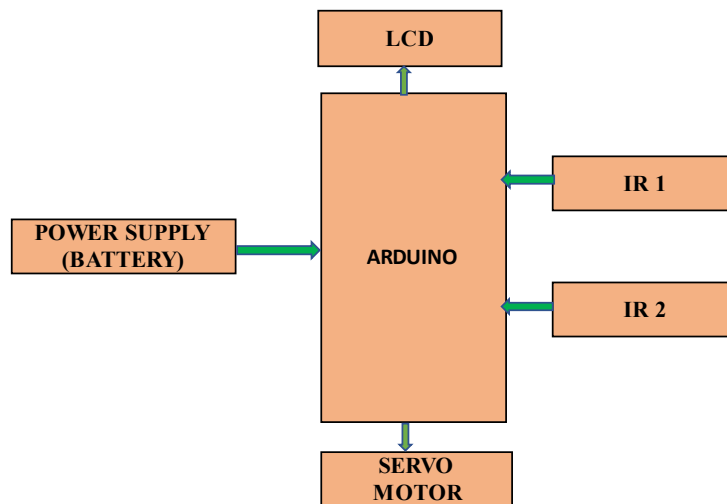 LCD
IR 1
POWER SUPPLY
(BATTERY)
ARDUINO
IR 2
SERVO
MOTOR